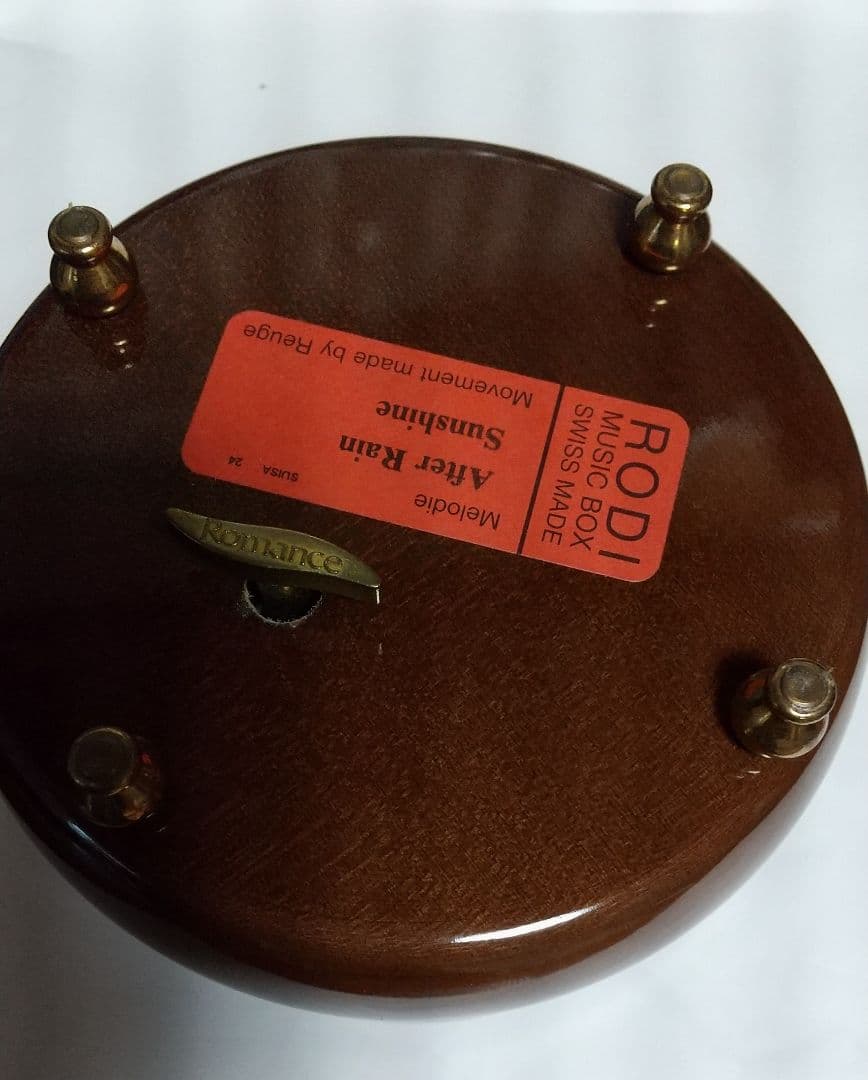 RODI
MUSIC BOX
SWISS MADE
Melodie
After Rain
Sunshine
Movement made by Reuge
SUISA 24
Romance